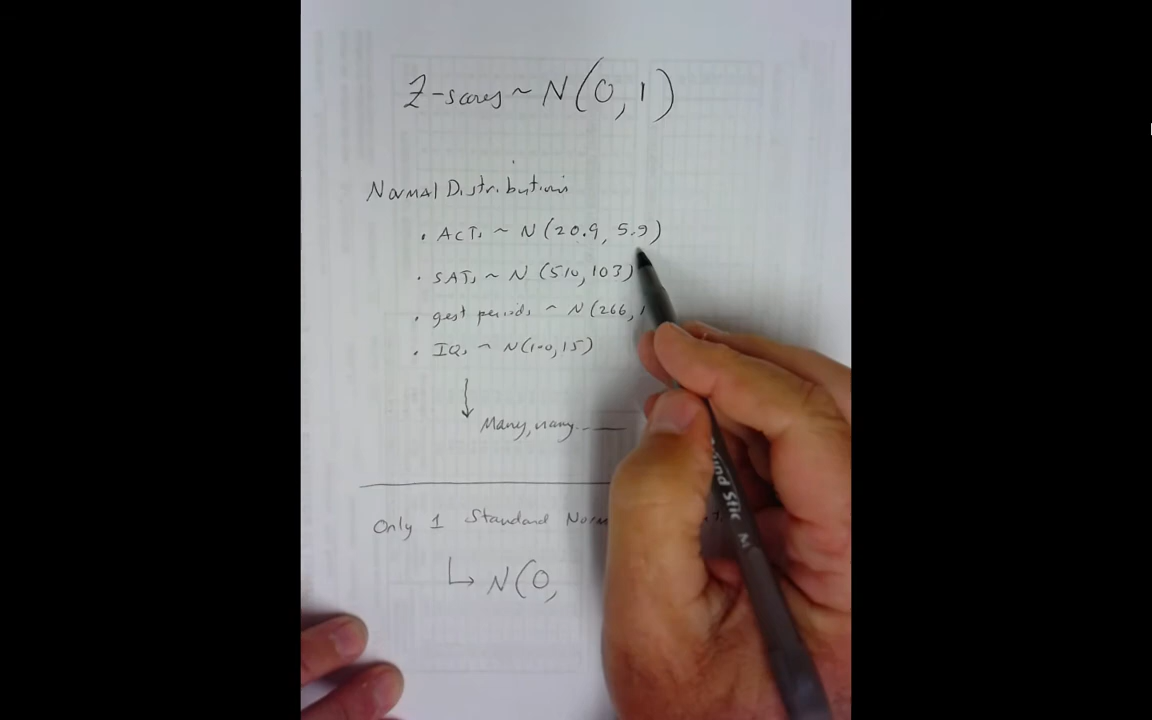 Z-scores ~ N(0, 1)
Normal Distributions
• ACTs ~ N(20.9, 5.9)
• SATs ~ N(510, 103)
• gest periods ~ N(266, 1
• IQs ~ N(100, 15)
Many, many.
Only 1 Standard Norm
N(0,